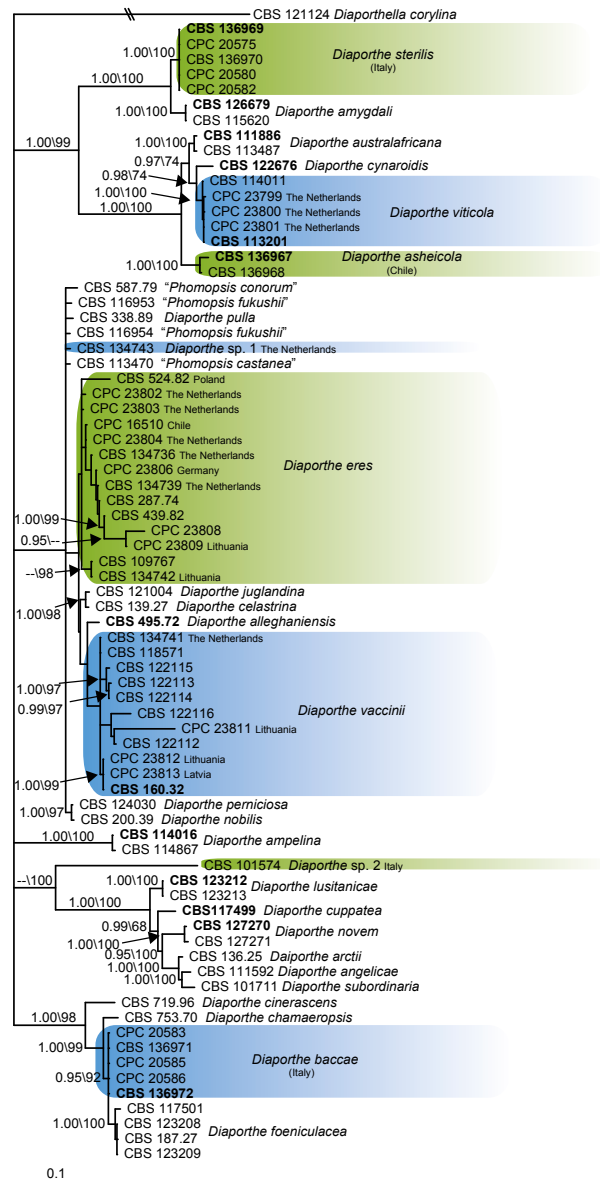 CBS 121124 Diaporthella corylina
CBS 136969
CPC 20575
1.00\100
CBS 136970
CPC 20580
CPC 20582
Diaporthe sterilis
(Italy)
1.00\100
CBS 126679
CBS 115620
Diaporthe amygdali
1.00\99
1.00\100
CBS 111886
CBS 113487
Diaporthe australafricana
0.97\74
CBS 122676 Diaporthe cynaroidis
0.98\74
CBS 114011
1.00\100
CPC 23799 The Netherlands
CPC 23800 The Netherlands
CPC 23801 The Netherlands
CBS 113201
Diaporthe viticola
1.00\100
1.00\100
CBS 136967
CBS 136968
Diaporthe asheicola
(Chile)
CBS 587.79 “Phomopsis conorum”
CBS 116953 “Phomopsis fukushii”
CBS 338.89 Diaporthe pulla
CBS 116954 “Phomopsis fukushii”
CBS 134743 Diaporthe sp. 1 The Netherlands
CBS 113470 “Phomopsis castanea”
CBS 524.82 Poland
CPC 23802 The Netherlands
CPC 23803 The Netherlands
CPC 16510 Chile
CPC 23804 The Netherlands
CBS 134736 The Netherlands
CPC 23806 Germany
CBS 134739 The Netherlands
CBS 287.74
CBS 439.82
1.00\99
CPC 23808
0.95\--
CPC 23809 Lithuania
CBS 109767
--\98
CBS 134742 Lithuania
Diaporthe eres
CBS 121004 Diaporthe juglandina
1.00\98
CBS 139.27 Diaporthe celastrina
CBS 495.72 Diaporthe alleghaniensis
CBS 134741 The Netherlands
CBS 118571
CBS 122115
1.00\97
CBS 122113
0.99\97
CBS 122114
CBS 122116
CPC 23811 Lithuania
CBS 122112
CPC 23812 Lithuania
CPC 23813 Latvia
1.00\99
CBS 160.32
Diaporthe vaccinii
CBS 124030 Diaporthe perniciosa
1.00\97
CBS 200.39 Diaporthe nobilis
1.00\100
CBS 114016
CBS 114867
Diaporthe ampelina
CBS 101574 Diaporthe sp. 2 Italy
--\100
1.00\100
CBS 123212
CBS 123213
Diaporthe lusitanicae
1.00\100
CBS117499 Diaporthe cuppatea
0.99\68
CBS 127270
CBS 127271
Diaporthe novem
1.00\100
0.95\100
CBS 136.25 Daiporthe arctii
1.00\100
CBS 111592 Diaporthe angelicae
1.00\100
CBS 101711 Diaporthe subordinaria
CBS 719.96 Diaporthe cinerascens
1.00\98
CBS 753.70 Diaporthe chamaeropsis
CPC 20583
1.00\99
CBS 136971
CPC 20585
0.95\92
CPC 20586
CBS 136972
Diaporthe baccae
(Italy)
CBS 117501
1.00\100
CBS 123208
CBS 187.27
CBS 123209
Diaporthe foeniculacea
0.1